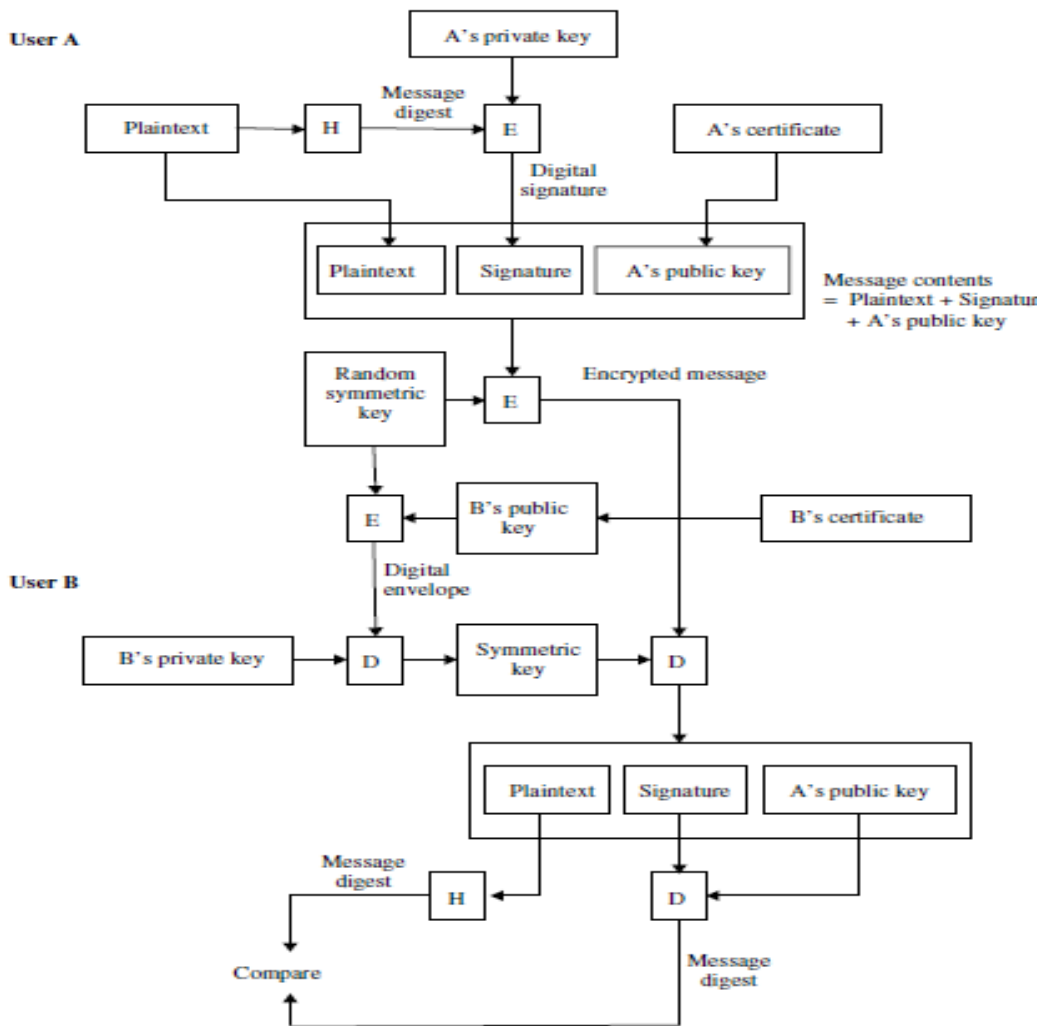 User A
A's private key
Message
digest
Plaintext
H
E
A's certificate
Digital
signature
Plaintext
Signature
A's public key
Message contents
= Plaintext + Signatur
+ A's public key
Random
symmetric
key
E
Encrypted message
E
B's public
key
B's certificate
User B
Digital
envelope
B's private key
D
Symmetric
key
D
Plaintext
Signature
A's public key
Message
digest
H
D
Compare
Message
digest